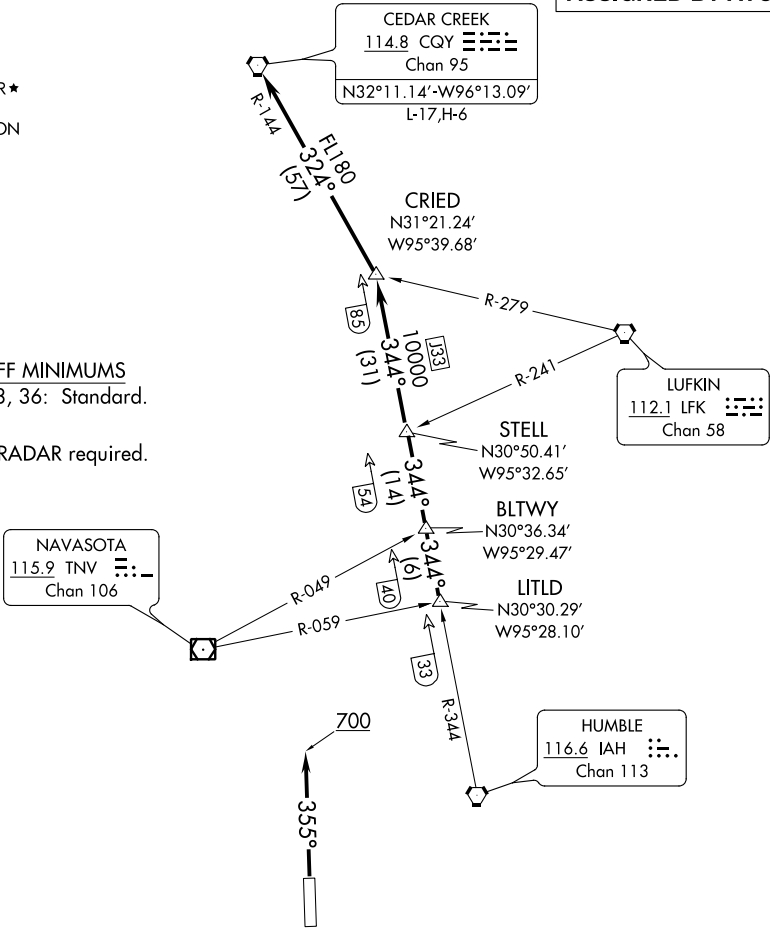 CEDAR CREEK
114.8 CQY
Chan 95
N32°11.14′-W96°13.09′
L-17,H-6
R★
ON
R-144
FL180
324°
(57)
CRIED
N31°21.24′
W95°39.68′
R-279
85
J33
10000
344°
(31)
R-241
LUFKIN
112.1 LFK
Chan 58
FF MINIMUMS
8, 36: Standard.
RADAR required.
STELL
N30°50.41′
W95°32.65′
54
344°
(14)
BLTWY
N30°36.34′
W95°29.47′
NAVASOTA
115.9 TNV
Chan 106
R-049
40
344°
(6)
LITLD
N30°30.29′
W95°28.10′
R-059
33
R-344
700
HUMBLE
116.6 IAH
Chan 113
355°